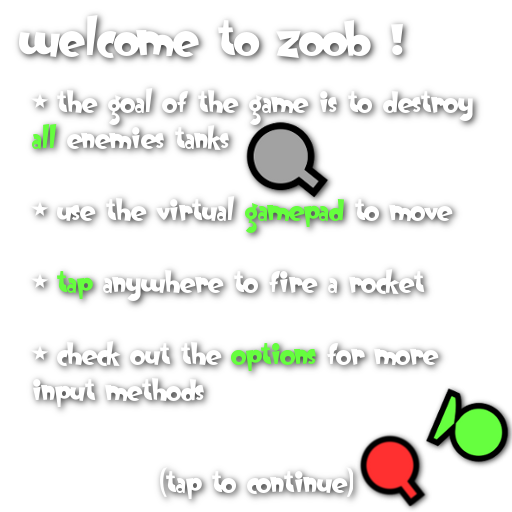 welcome to zoob !
* the goal of the game is to destroy
all enemies tanks
* use the virtual gamepad to move
* tap anywhere to fire a rocket
* check out the options for more
input methods
(tap to continue)